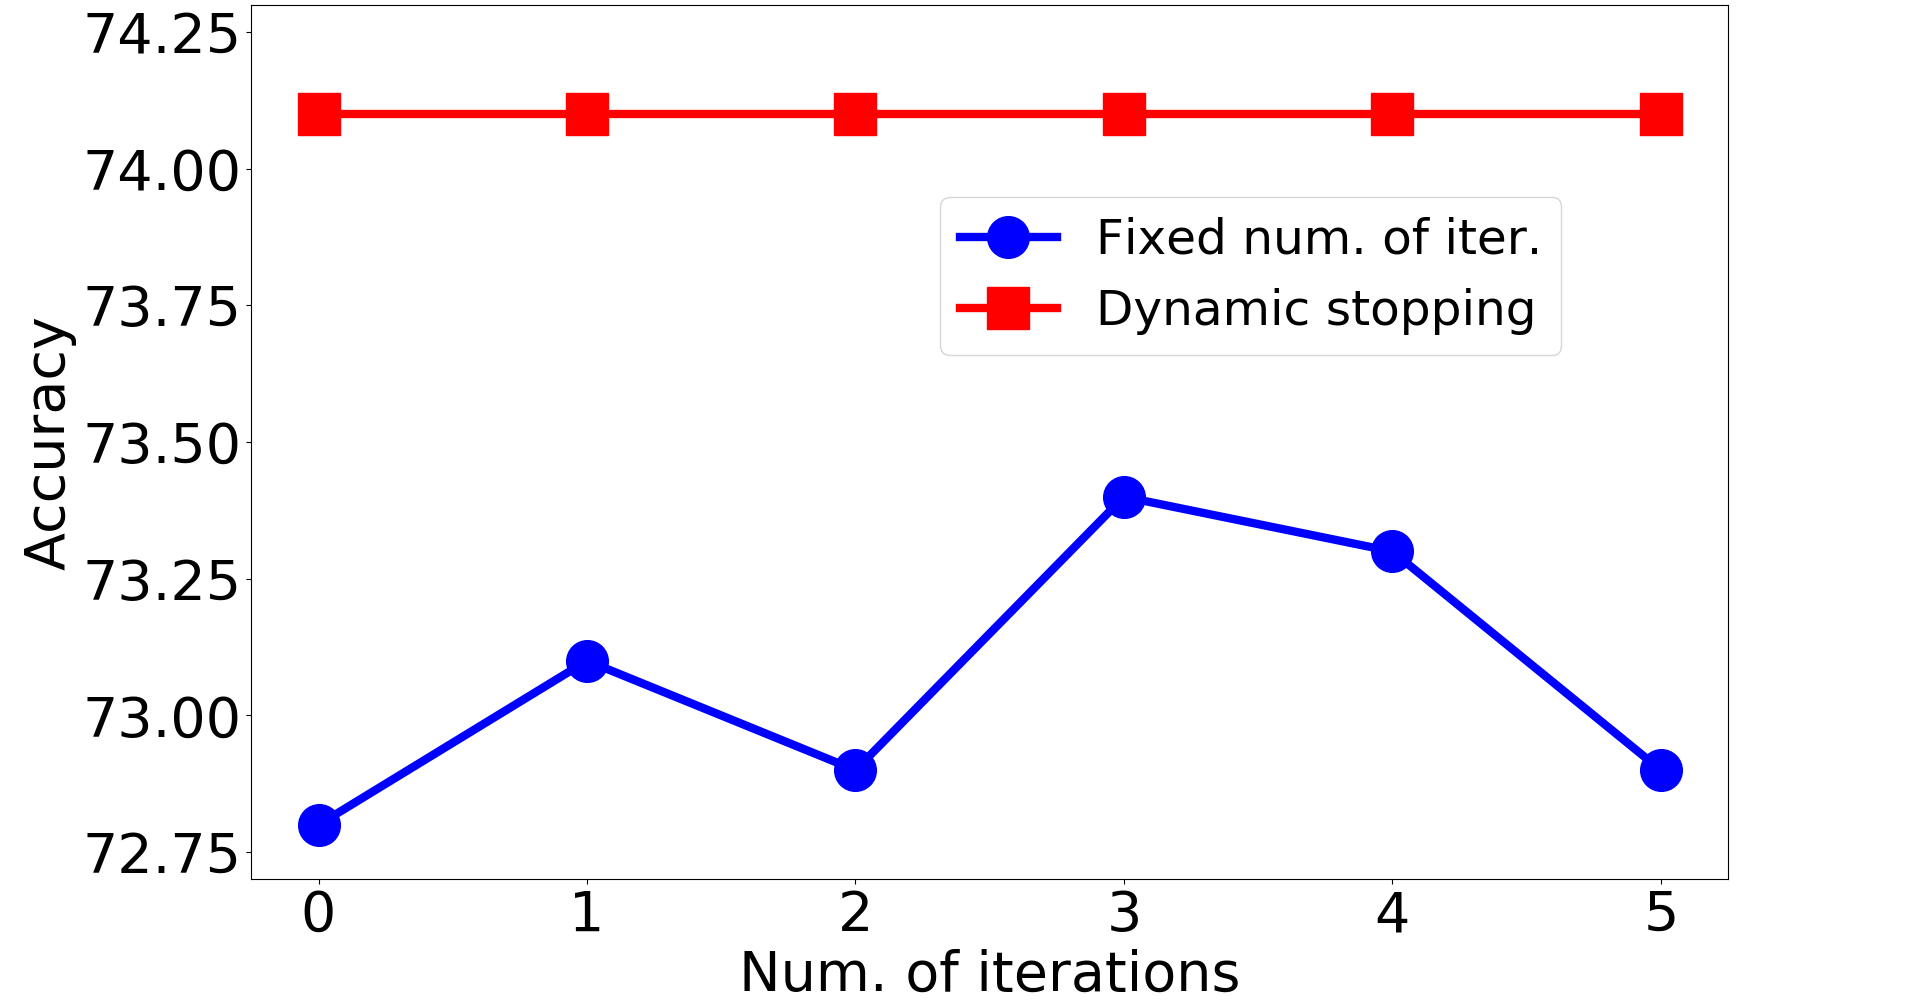 74.25
74.00
73.75
73.50
73.25
73.00
72.75
Accuracy
Fixed num. of iter.
Dynamic stopping
0 1 2 3 4 5
Num. of iterations